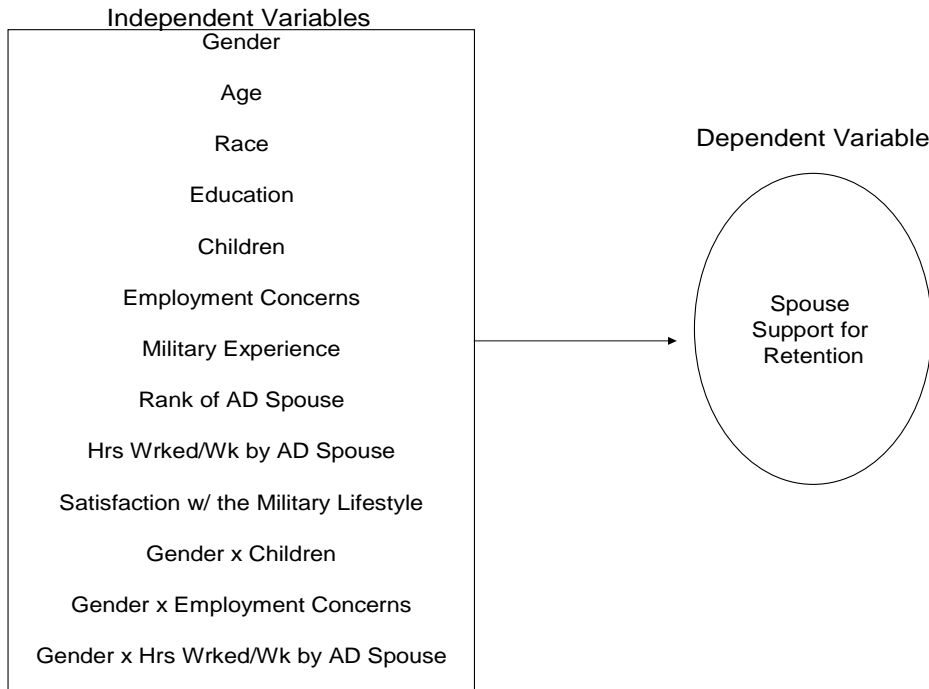 Independent Variables
Gender
Age
Race
Education
Children
Employment Concerns
Military Experience
Rank of AD Spouse
Hrs Wrked/Wk by AD Spouse
Satisfaction w/ the Military Lifestyle
Gender x Children
Gender x Employment Concerns
Gender x Hrs Wrked/Wk by AD Spouse
Dependent Variable
Spouse
Support for
Retention